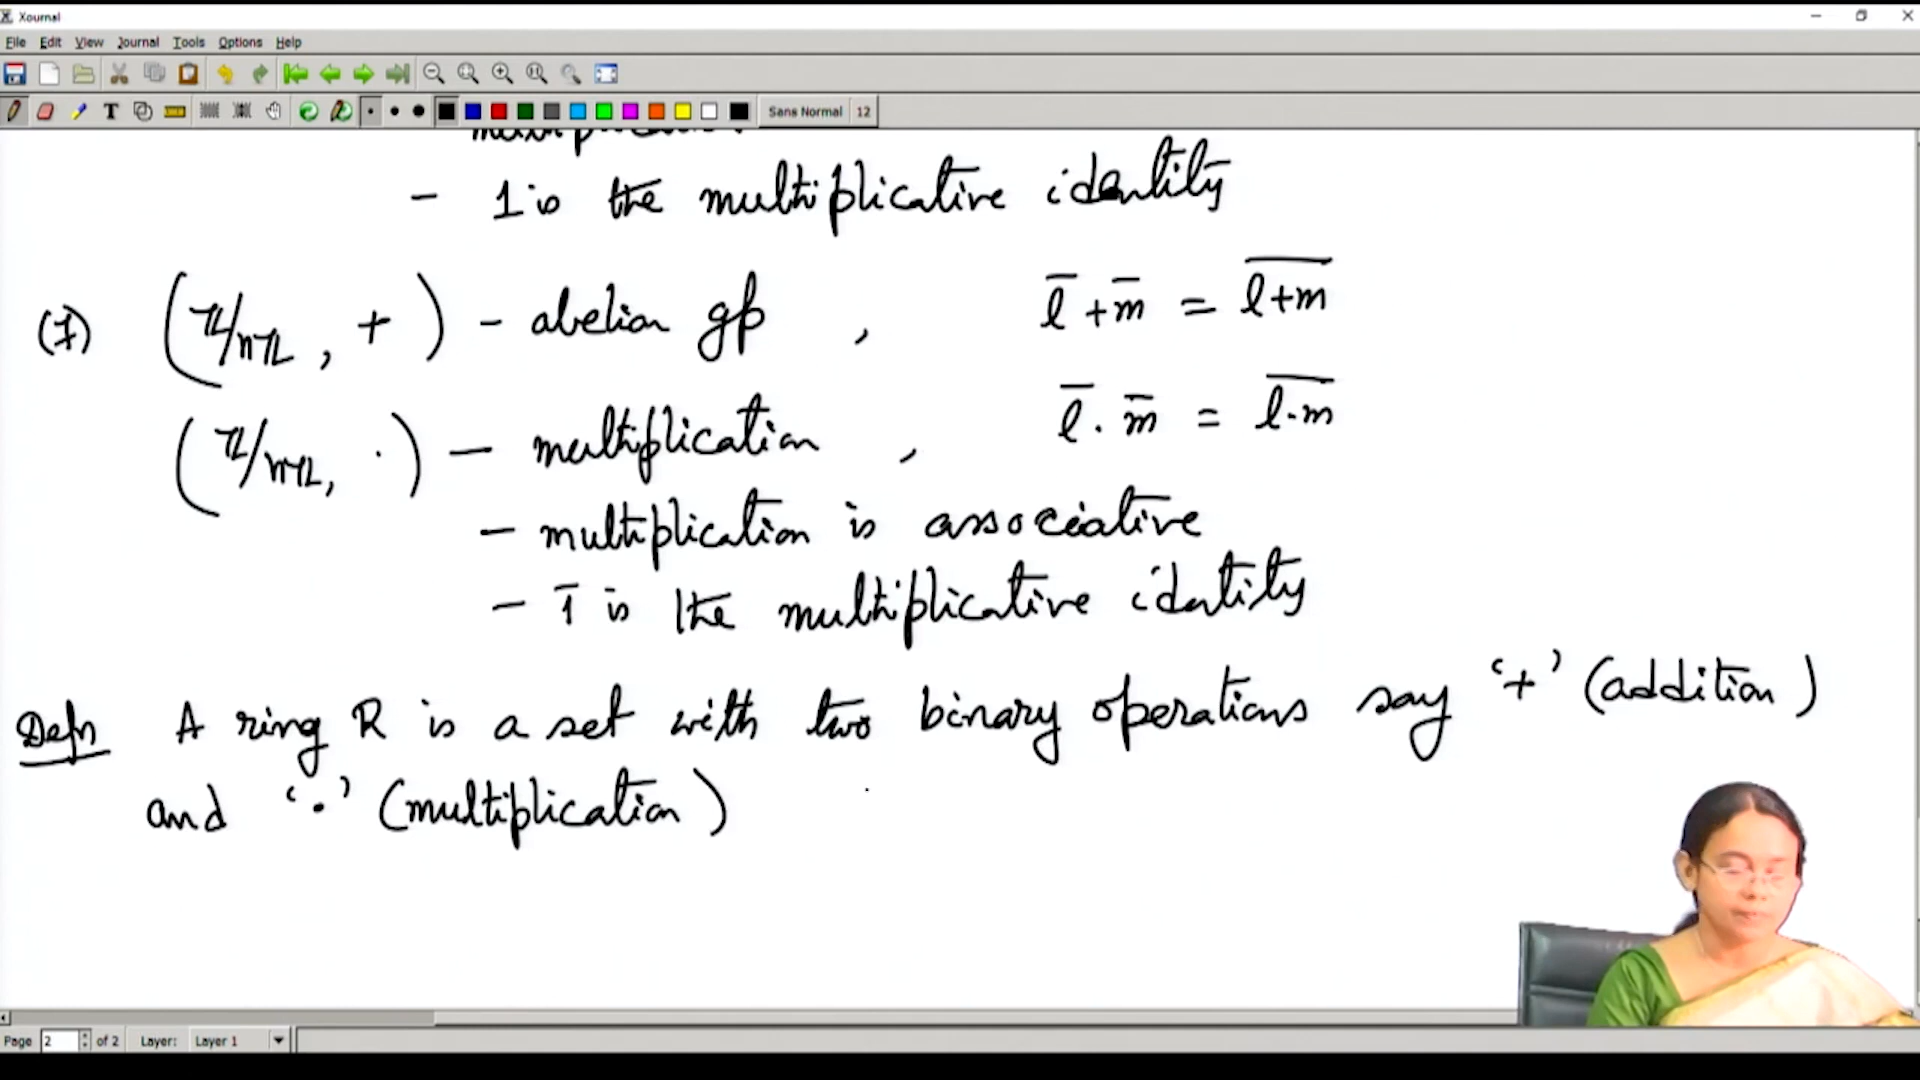 Xournal
File Edit View Journal Tools Options Help
Sans Normal 12
- 1 is the multiplicative identity
(7) (ℤ/nℤ, +) - abelian gp , l̄ + m̄ = \overline{l+m}
(ℤ/nℤ, ·) — multiplication , l̄ . m̄ = \overline{l.m}
- multiplication is associative
- 1̄ is the multiplicative identity
Defn A ring R is a set with two binary operations say '+' (addition)
and '·' (multiplication)
Page 2 of 2 Layer: Layer 1